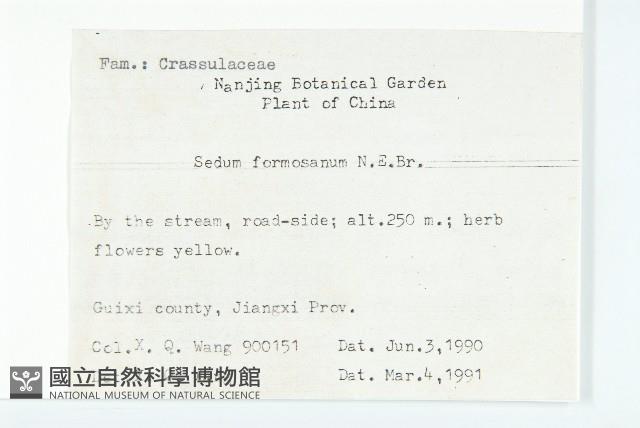 Fam.: Crassulaceae
Nanjing Botanical Garden
Plant of China
Sedum formosanum N.E.Br.
By the stream, road-side; alt.250 m.; herb
flowers yellow.
Guixi county, Jiangxi Prov.
Col.X. Q. Wang 900151 Dat. Jun.3,1990
Dat. Mar.4,1991
國立自然科學博物館
NATIONAL MUSEUM OF NATURAL SCIENCE